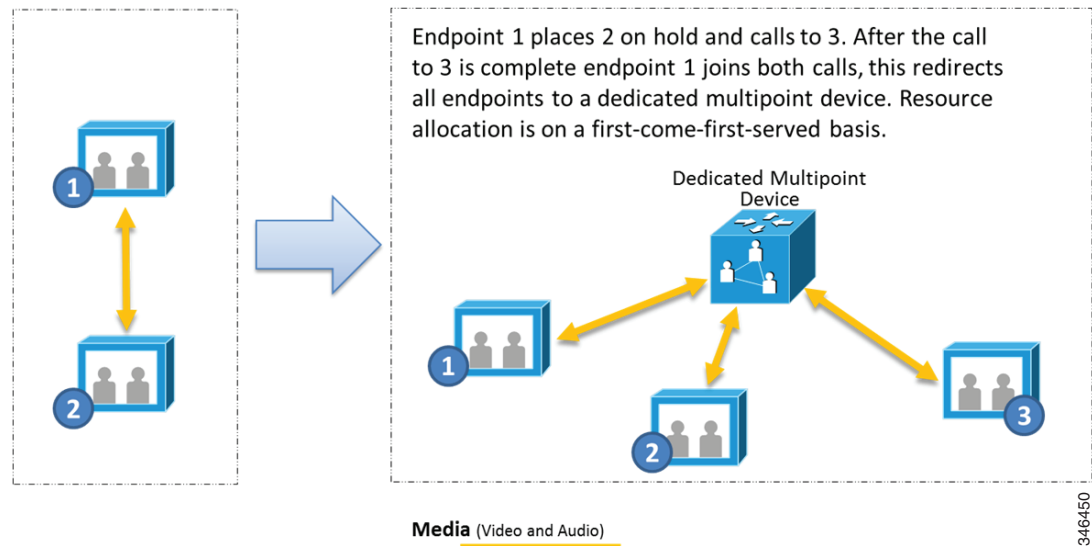 Endpoint 1 places 2 on hold and calls to 3. After the call
to 3 is complete endpoint 1 joins both calls, this redirects
all endpoints to a dedicated multipoint device. Resource
allocation is on a first-come-first-served basis.
1
2
Dedicated Multipoint
Device
1
2
3
Media (Video and Audio)
346450